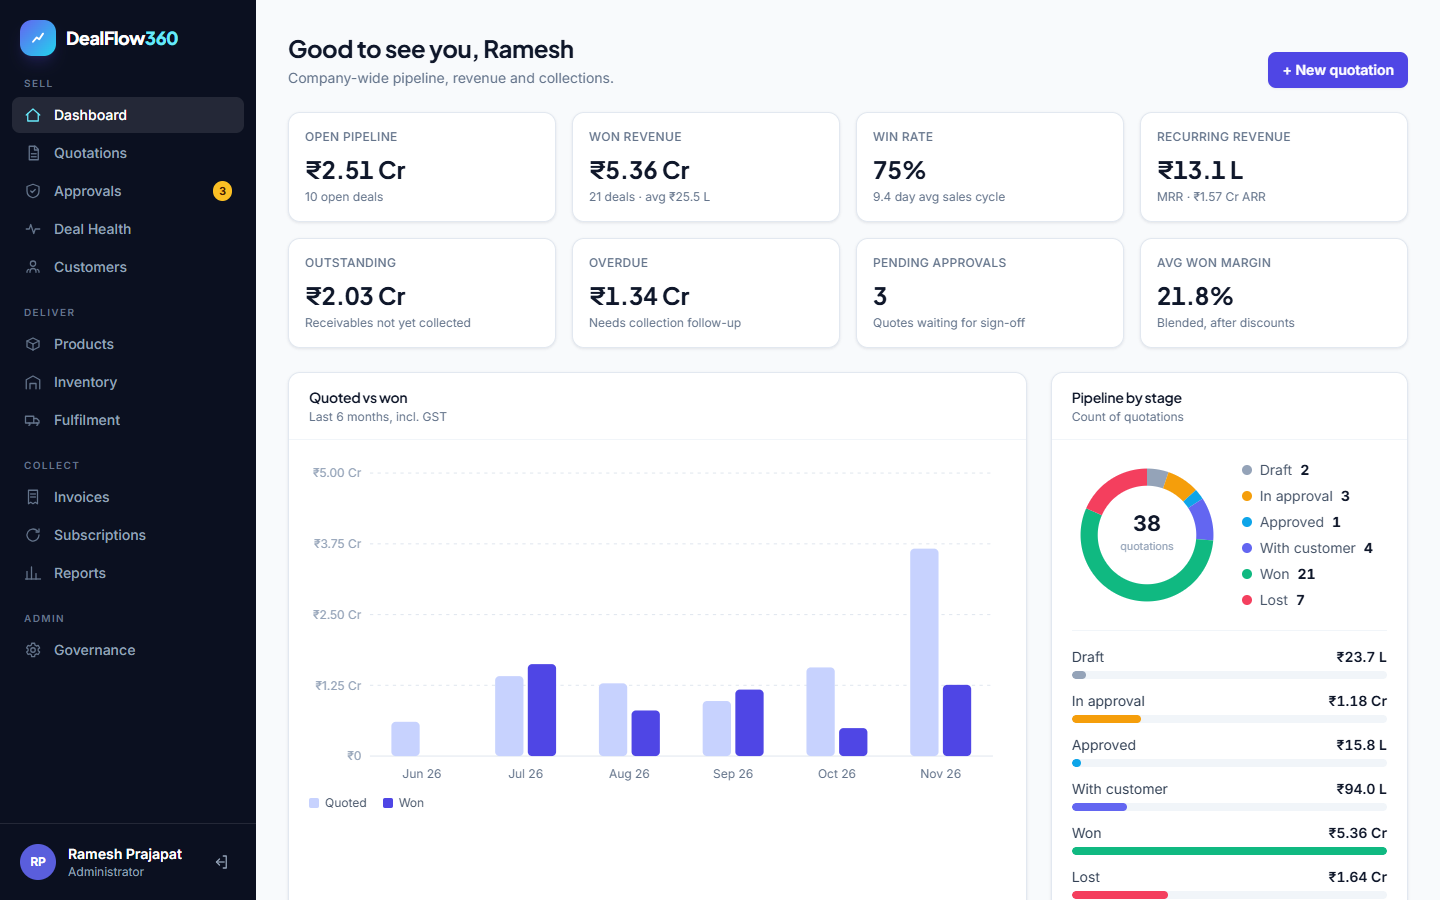 DealFlow360
SELL
Dashboard
Quotations
Approvals 3
Deal Health
Customers
DELIVER
Products
Inventory
Fulfilment
COLLECT
Invoices
Subscriptions
Reports
ADMIN
Governance
RP
Ramesh Prajapat
Administrator
Good to see you, Ramesh
Company-wide pipeline, revenue and collections.
+ New quotation
OPEN PIPELINE
₹2.51 Cr
10 open deals
WON REVENUE
₹5.36 Cr
21 deals · avg ₹25.5 L
WIN RATE
75%
9.4 day avg sales cycle
RECURRING REVENUE
₹13.1 L
MRR · ₹1.57 Cr ARR
OUTSTANDING
₹2.03 Cr
Receivables not yet collected
OVERDUE
₹1.34 Cr
Needs collection follow-up
PENDING APPROVALS
3
Quotes waiting for sign-off
AVG WON MARGIN
21.8%
Blended, after discounts
Quoted vs won
Last 6 months, incl. GST
₹5.00 Cr
₹3.75 Cr
₹2.50 Cr
₹1.25 Cr
₹0
Jun 26 Jul 26 Aug 26 Sep 26 Oct 26 Nov 26
Quoted Won
Pipeline by stage
Count of quotations
38
quotations
Draft 2
In approval 3
Approved 1
With customer 4
Won 21
Lost 7
Draft ₹23.7 L
In approval ₹1.18 Cr
Approved ₹15.8 L
With customer ₹94.0 L
Won ₹5.36 Cr
Lost ₹1.64 Cr